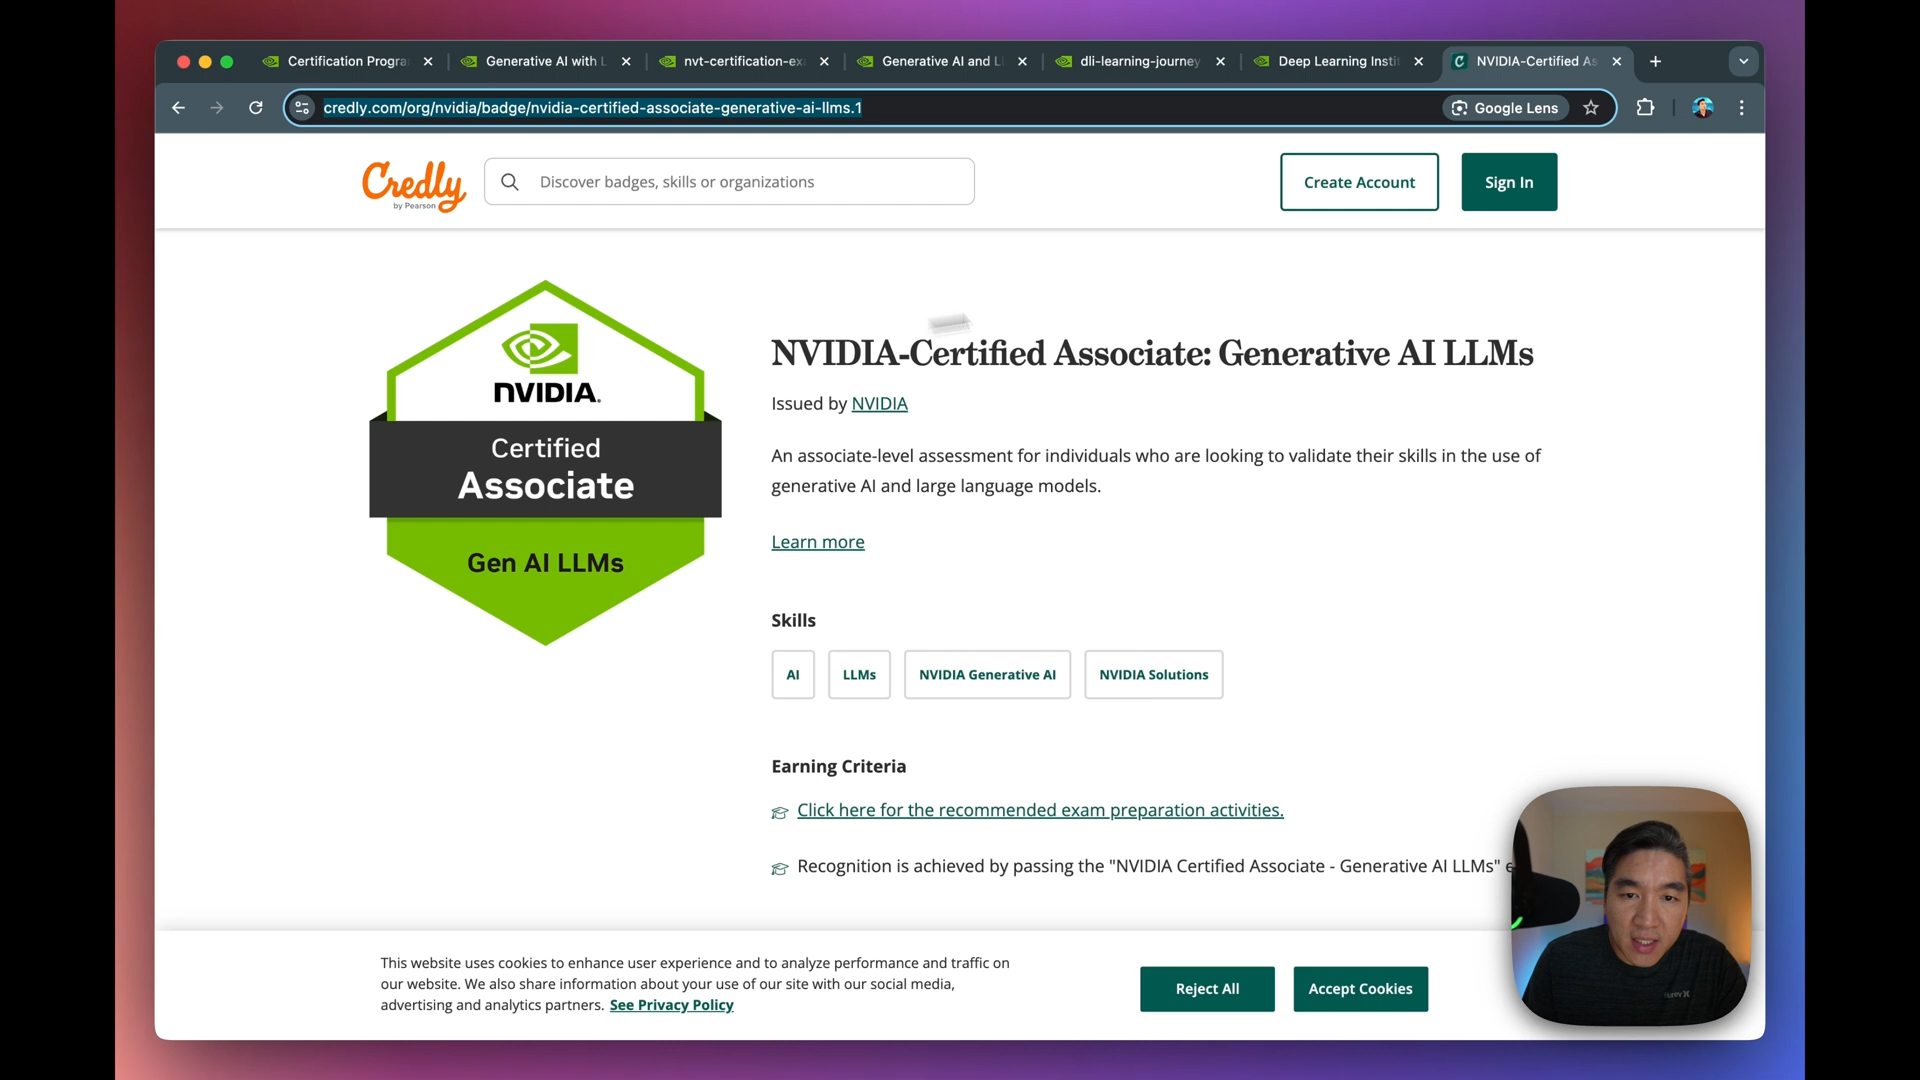 Certification Progra
Generative AI with L
nvt-certification-ex
Generative AI and L
dli-learning-journey
Deep Learning Insti
NVIDIA-Certified As
credly.com/org/nvidia/badge/nvidia-certified-associate-generative-ai-llms.1
Google Lens
Credly
by Pearson
Discover badges, skills or organizations
Create Account
Sign In
NVIDIA.
Certified
Associate
Gen AI LLMs
NVIDIA-Certified Associate: Generative AI LLMs
Issued by NVIDIA
An associate-level assessment for individuals who are looking to validate their skills in the use of
generative AI and large language models.
Learn more
Skills
AI
LLMs
NVIDIA Generative AI
NVIDIA Solutions
Earning Criteria
Click here for the recommended exam preparation activities.
Recognition is achieved by passing the "NVIDIA Certified Associate - Generative AI LLMs"
This website uses cookies to enhance user experience and to analyze performance and traffic on
our website. We also share information about your use of our site with our social media,
advertising and analytics partners. See Privacy Policy
Reject All
Accept Cookies